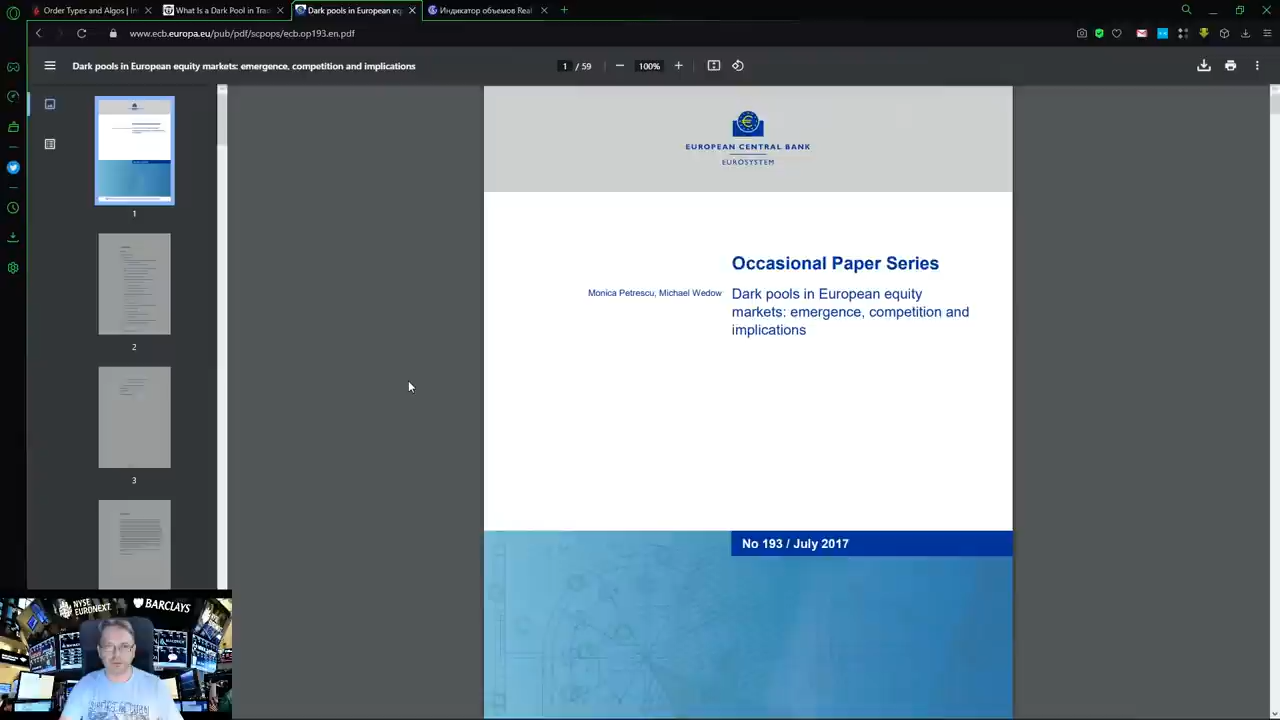 Order Types and Algos | In
What Is a Dark Pool in Tra
Dark pools in European eq
Индикатор объемов Real
www.ecb.europa.eu/pub/pdf/scpops/ecb.op193.en.pdf
Dark pools in European equity markets: emergence, competition and implications
1 / 59
100%
1
2
3
EUROPEAN CENTRAL BANK
EUROSYSTEM
Occasional Paper Series
Monica Petrescu, Michael Wedow
Dark pools in European equity
markets: emergence, competition and
implications
No 193 / July 2017
NYSE
EURONEXT
BARCLAYS